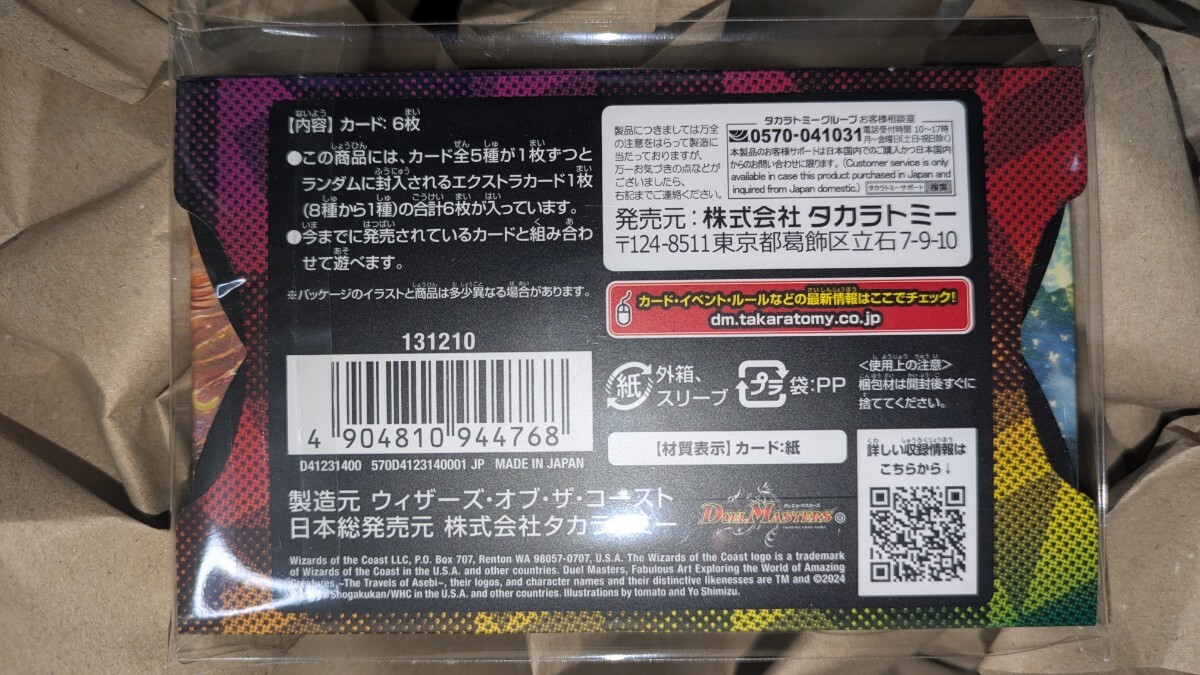 【内容】カード: 6枚
●この商品には、カード全5種が1枚ずつと
ランダムに封入されるエクストラカード1枚
(8種から1種)の合計6枚が入っています。
●今までに発売されているカードと組み合わ
せて遊べます。
※パッケージのイラストと商品は多少異なる場合があります。
131210
4 904810 944768
D41231400 570D4123140001 JP MADE IN JAPAN
製品につきましては万全
の注意をはらって製造に
当たっておりますが、
万一お気づきの点などが
ございましたら、
右記までご連絡ください。
タカラトミーグループ お客様相談室
0570-041031 電話受付時間 10〜17時
月〜金曜日(土日・祝日除く)
本製品のお客様サポートは日本国内でのご購入かつ日本国内
からのお問い合わせに限ります。(Customer service is only
available in case this product purchased in Japan and
inquired from Japan domestic.) タカラトミーサポート 検索
発売元:株式会社 タカラトミー
〒124-8511 東京都葛飾区立石7-9-10
カード・イベント・ルールなどの最新情報はここでチェック!
dm.takaratomy.co.jp
紙
外箱、
スリーブ
プラ
袋:PP
<使用上の注意>
梱包材は開封後すぐに
捨ててください。
【材質表示】カード:紙
詳しい収録情報は
こちらから↓
製造元 ウィザーズ・オブ・ザ・コースト
日本総発売元 株式会社タカラトミー
DUEL MASTERS
Wizards of the Coast LLC, P.O. Box 707, Renton WA 98057-0707, U.S.A. The Wizards of the Coast logo is a trademark
of Wizards of the Coast in the U.S.A. and other countries. Duel Masters, Fabulous Art Exploring the World of Amazing
Creatures ~The Travels of Asebi~, their logos, and character names and their distinctive likenesses are TM and ©2024
Shogakukan/WHC in the U.S.A. and other countries. Illustrations by tomato and Yo Shimizu.